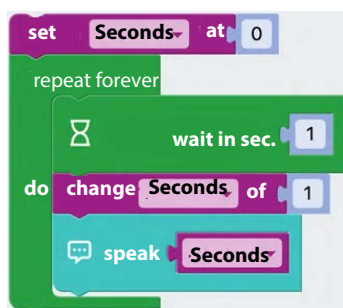 set Seconds at 0
repeat forever
wait in sec. 1
do change Seconds of 1
speak Seconds